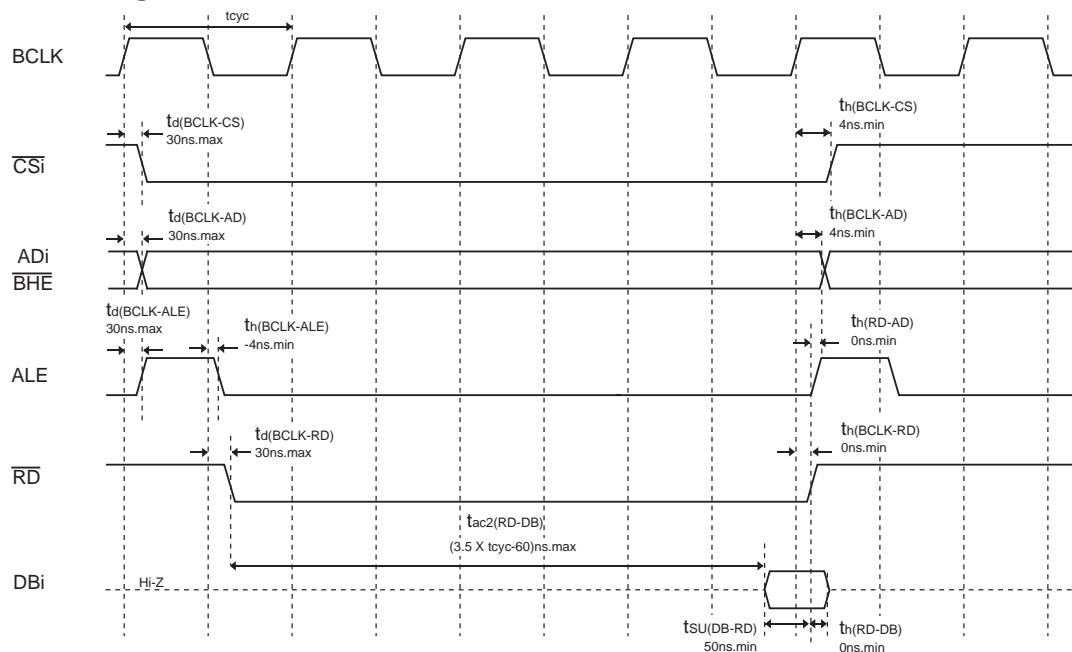 tcyc
BCLK
td(BCLK-CS)
30ns.max
th(BCLK-CS)
4ns.min
CSi
td(BCLK-AD)
30ns.max
th(BCLK-AD)
4ns.min
ADi
BHE
td(BCLK-ALE)
30ns.max
th(BCLK-ALE)
-4ns.min
th(RD-AD)
0ns.min
ALE
td(BCLK-RD)
30ns.max
th(BCLK-RD)
0ns.min
RD
tac2(RD-DB)
(3.5 X tcyc-60)ns.max
DBi
Hi-Z
tSU(DB-RD)
50ns.min
th(RD-DB)
0ns.min